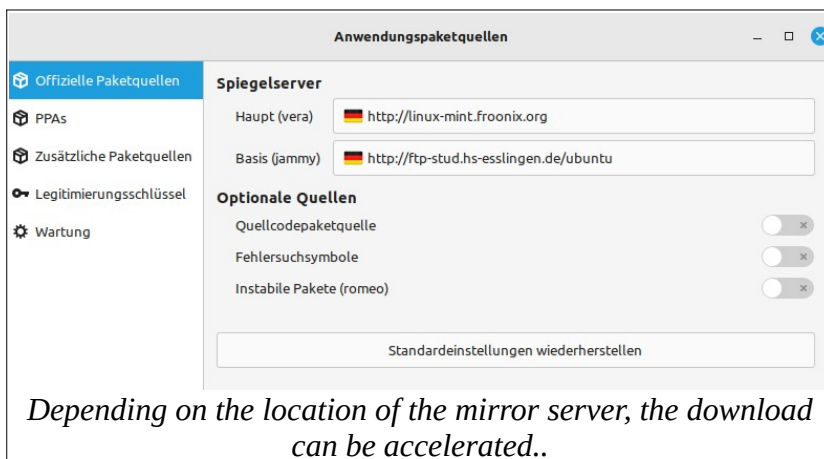 Anwendungspaketquellen
Offizielle Paketquellen
PPAs
Zusätzliche Paketquellen
Legitimierungsschlüssel
Wartung
Spiegelserver
Haupt (vera) http://linux-mint.froonix.org
Basis (jammy) http://ftp-stud.hs-esslingen.de/ubuntu
Optionale Quellen
Quellcodepaketquelle
Fehlersuchsymbole
Instabile Pakete (romeo)
Standardeinstellungen wiederherstellen
Depending on the location of the mirror server, the download
can be accelerated..